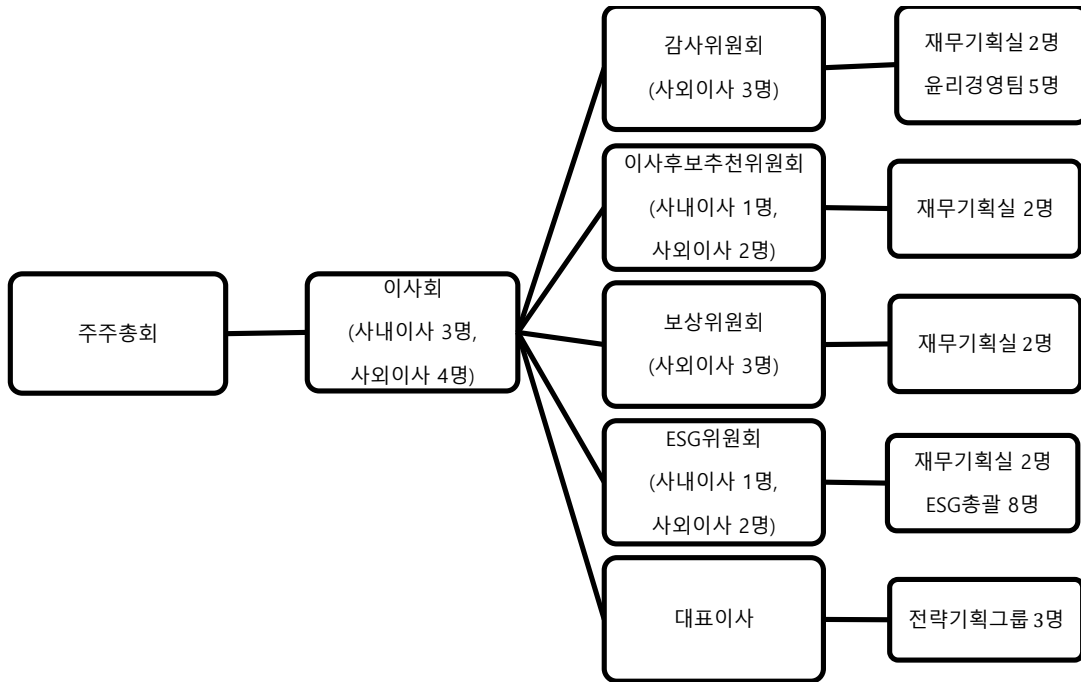 주주총회
이사회
(사내이사 3명,
사외이사 4명)
감사위원회
(사외이사 3명)
재무기획실 2명
윤리경영팀 5명
이사후보추천위원회
(사내이사 1명,
사외이사 2명)
재무기획실 2명
보상위원회
(사외이사 3명)
재무기획실 2명
ESG위원회
(사내이사 1명,
사외이사 2명)
재무기획실 2명
ESG총괄 8명
대표이사
전략기획그룹 3명